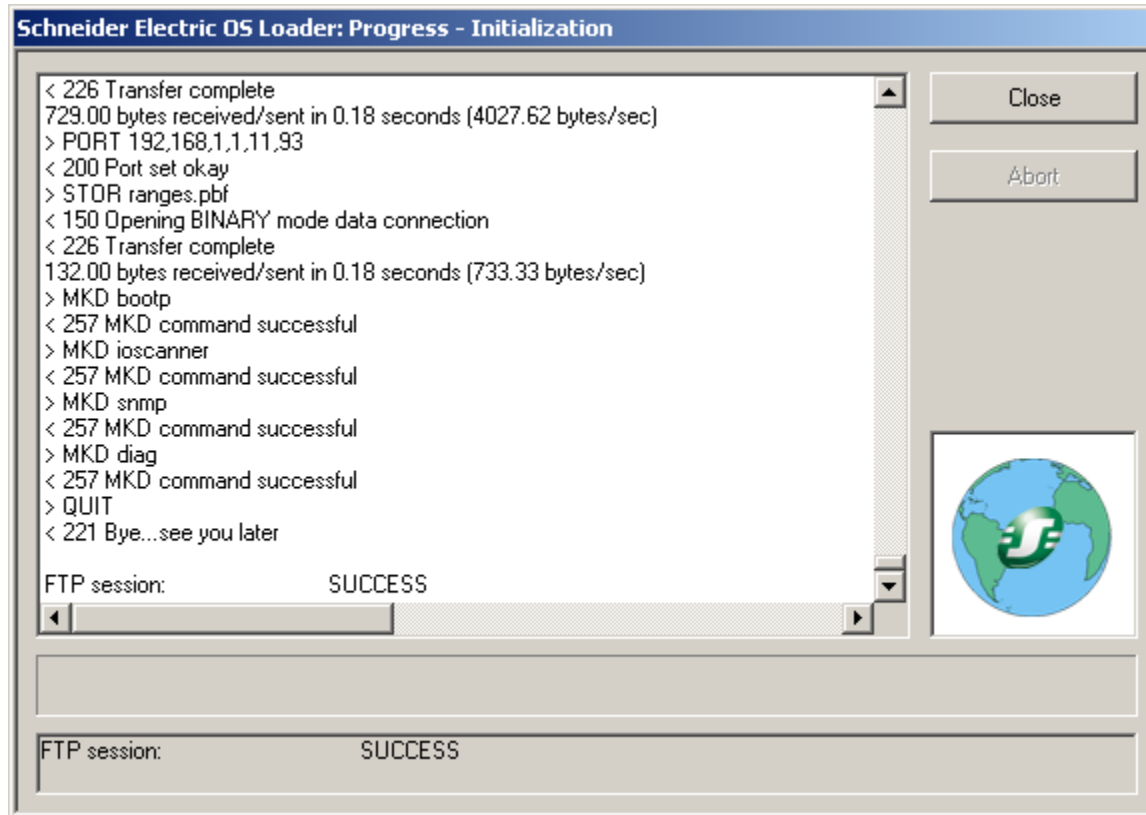 Schneider Electric OS Loader: Progress - Initialization
< 226 Transfer complete
729.00 bytes received/sent in 0.18 seconds (4027.62 bytes/sec)
> PORT 192,168,1,1,11,93
< 200 Port set okay
> STOR ranges.pbf
< 150 Opening BINARY mode data connection
< 226 Transfer complete
132.00 bytes received/sent in 0.18 seconds (733.33 bytes/sec)
> MKD bootp
< 257 MKD command successful
> MKD ioscanner
< 257 MKD command successful
> MKD snmp
< 257 MKD command successful
> MKD diag
< 257 MKD command successful
> QUIT
< 221 Bye...see you later
FTP session: SUCCESS
Close
Abort
FTP session: SUCCESS